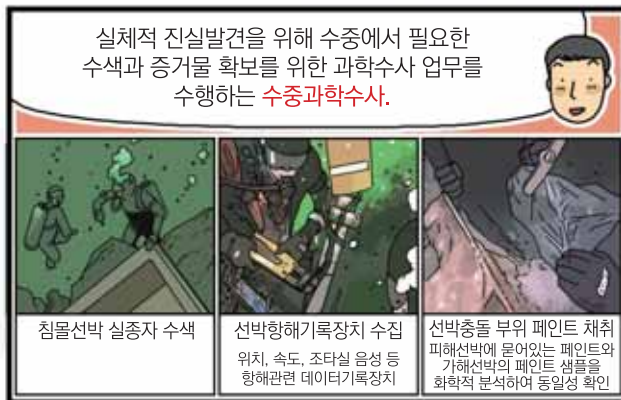 실체적 진실발견을 위해 수중에서 필요한
수색과 증거물 확보를 위한 과학수사 업무를
수행하는 수중과학수사.
침몰선박 실종자 수색
선박항해기록장치 수집
위치, 속도, 조타실 음성 등
항해관련 데이터기록장치
선박충돌 부위 페인트 채취
피해선박에 묻어있는 페인트와
가해선박의 페인트 샘플을
화학적 분석하여 동일성 확인